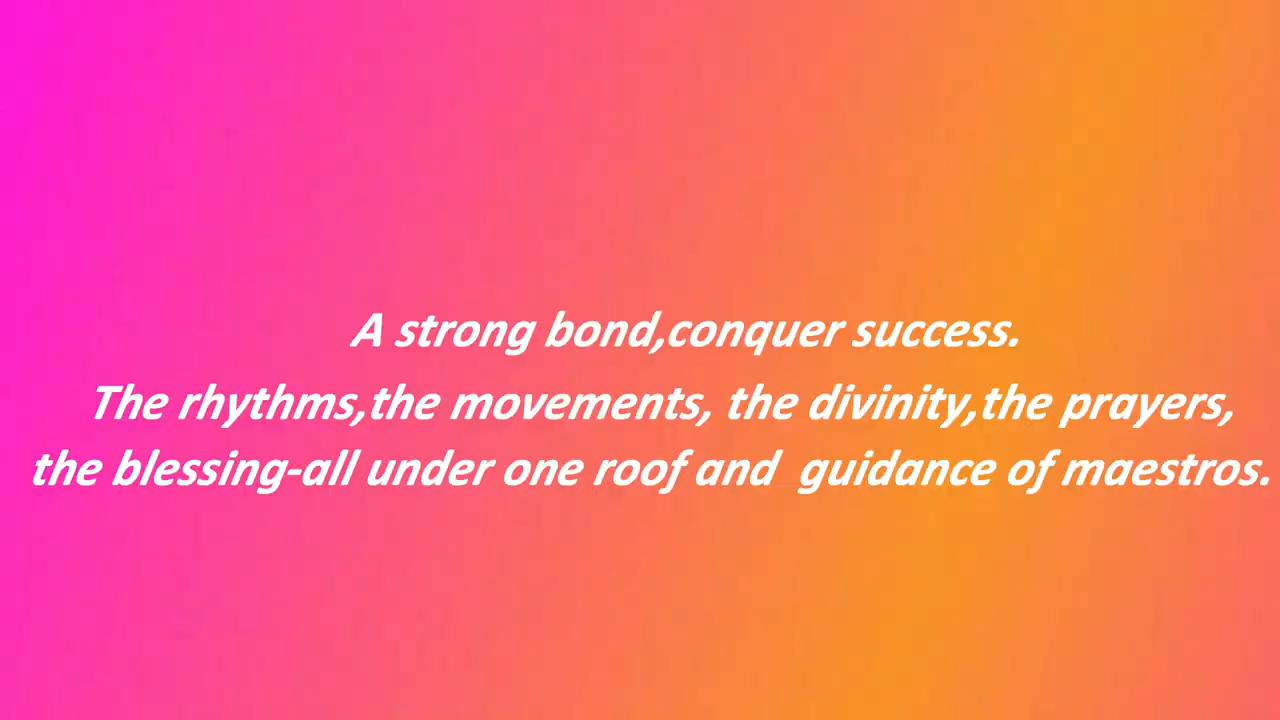 A strong bond,conquer success.
The rhythms,the movements, the divinity,the prayers,
the blessing-all under one roof and  guidance of maestros.